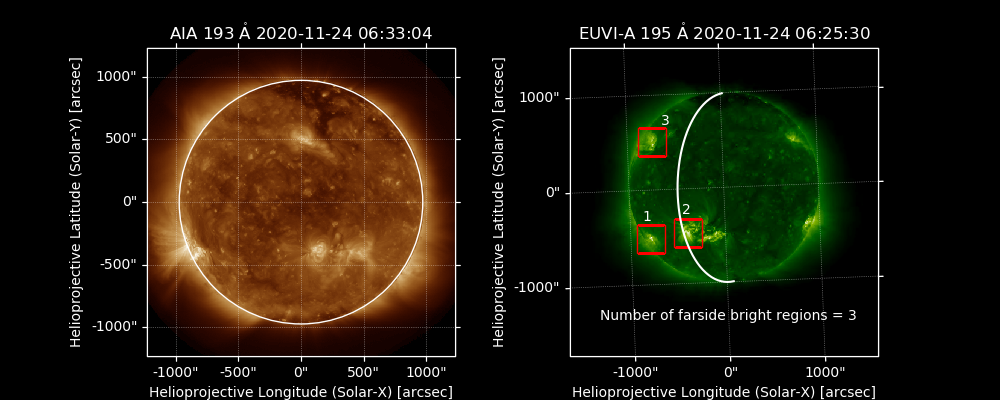 AIA 193 Å 2020-11-24 06:33:04
Helioprojective Latitude (Solar-Y) [arcsec]
1000"
500"
0"
-500"
-1000"
-1000" -500" 0" 500" 1000"
Helioprojective Longitude (Solar-X) [arcsec]
EUVI-A 195 Å 2020-11-24 06:25:30
Helioprojective Latitude (Solar-Y) [arcsec]
1000"
0"
-1000"
3
1
2
Number of farside bright regions = 3
-1000" 0" 1000"
Helioprojective Longitude (Solar-X) [arcsec]